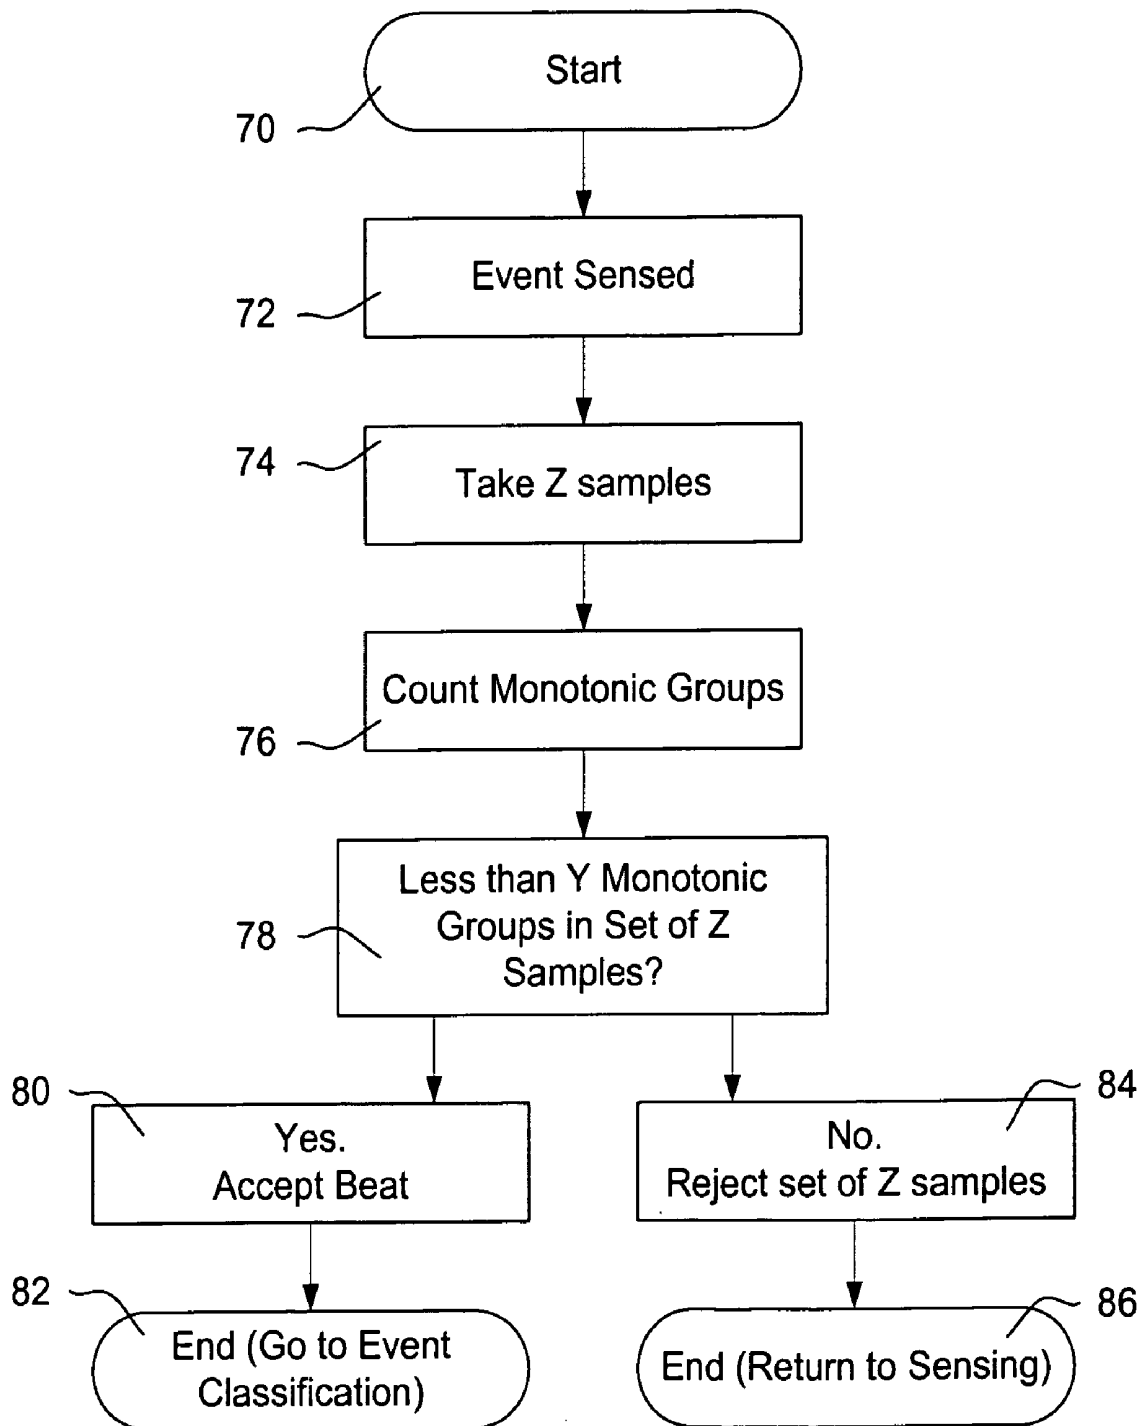 Start
70
Event Sensed
72
74
Take Z samples
Count Monotonic Groups
76
Less than Y Monotonic
Groups in Set of Z
Samples?
78
80
Yes.
Accept Beat
84
No.
Reject set of Z samples
82
End (Go to Event
Classification)
86
End (Return to Sensing)